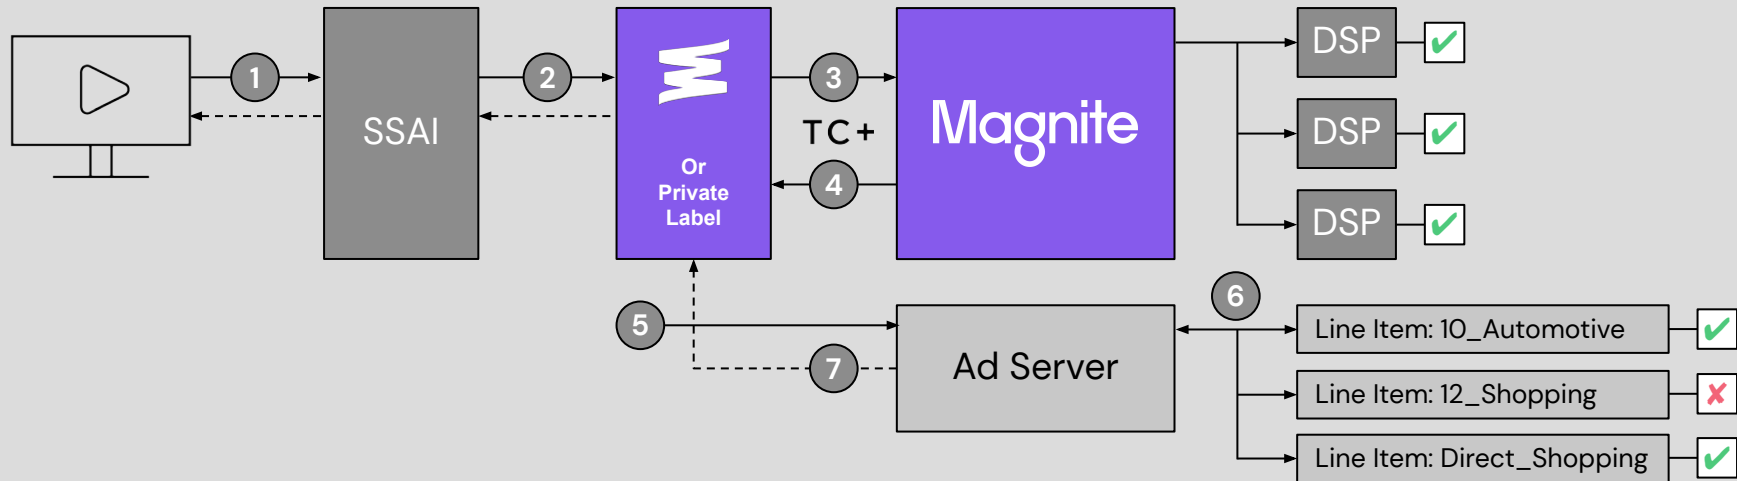 1
SSAI
2
Or
Private
Label
3
TC+
4
Magnite
DSP
DSP
DSP
5
7
Ad Server
6
Line Item: 10_Automotive
Line Item: 12_Shopping
Line Item: Direct_Shopping